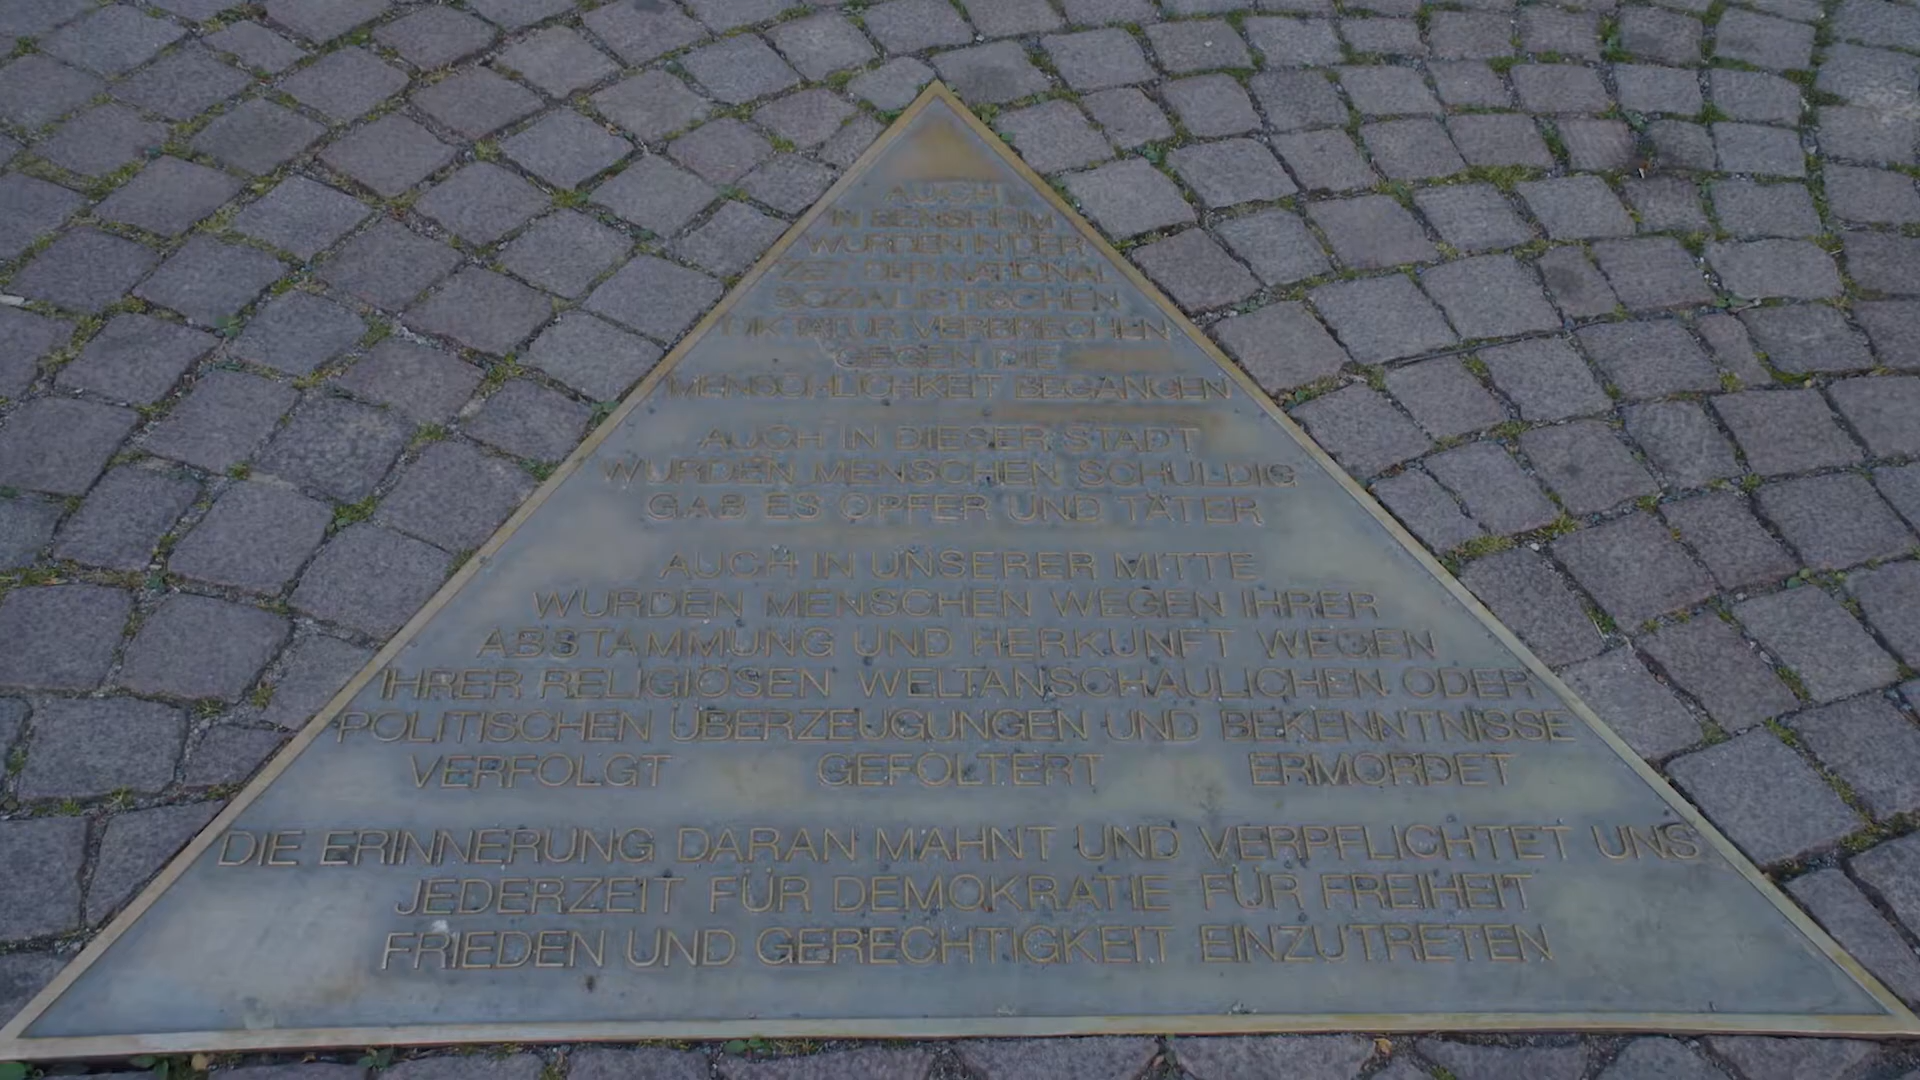 AUCH
IN BENSHEIM
WURDEN IN DER
ZEIT DER NATIONAL
SOZIALISTISCHEN
DIKTATUR VERBRECHEN
GEGEN DIE
MENSCHLICHKEIT BEGANGEN
AUCH IN DIESER STADT
WURDEN MENSCHEN SCHULDIG
GAB ES OPFER UND TÄTER
AUCH IN UNSERER MITTE
WURDEN MENSCHEN WEGEN IHRER
ABSTAMMUNG UND HERKUNFT WEGEN
IHRER RELIGIÖSEN WELTANSCHAULICHEN ODER
POLITISCHEN ÜBERZEUGUNGEN UND BEKENNTNISSE
VERFOLGT GEFOLTERT ERMORDET
DIE ERINNERUNG DARAN MAHNT UND VERPFLICHTET UNS
JEDERZEIT FÜR DEMOKRATIE FÜR FREIHEIT
FRIEDEN UND GERECHTIGKEIT EINZUTRETEN